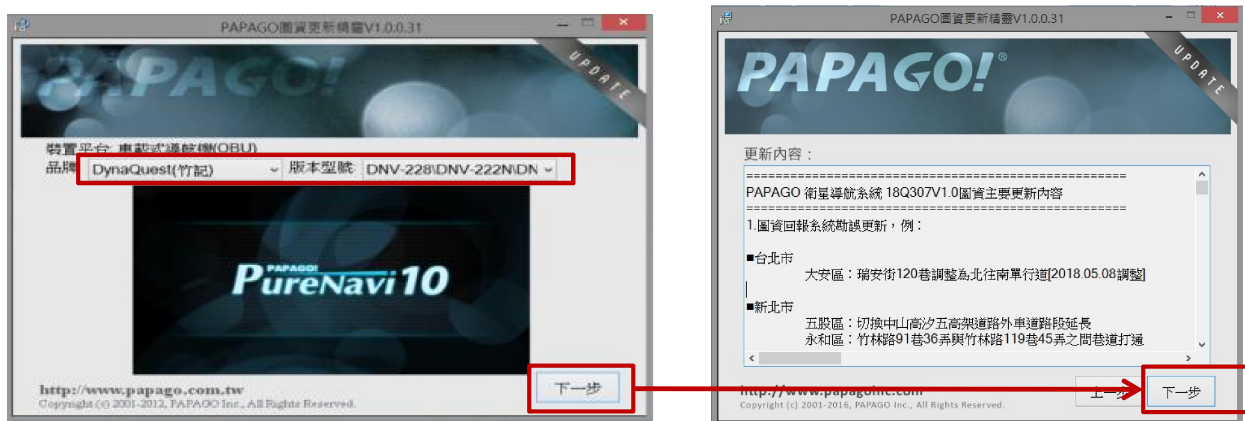 PAPAGO圖資更新精靈V1.0.0.31
PAPAGO!
UPDATE
裝置平台: 車載式導航機(OBU)
品牌: DynaQuest(竹記) 版本型號: DNV-228\DNV-222N\DN
PAPAGO!
PureNavi 10
下一步
http://www.papago.com.tw
Copyright (c) 2001-2012, PAPAGO Inc., All Rights Reserved.
PAPAGO圖資更新精靈V1.0.0.31
PAPAGO!®
UPDATE
更新內容：
==================================================
PAPAGO 衛星導航系統 18Q307V1.0圖資主要更新內容
==================================================
1.圖資回報系統勘誤更新，例：
■台北市
大安區：瑞安街120巷調整為北往南單行道[2018.05.08調整]
■新北市
五股區：切換中山高汐五高架道路外車道路段延長
永和區：竹林路91巷36弄與竹林路119巷45弄之間巷道打通
http://www.papagoinc.com
上一步
下一步
Copyright (c) 2001-2016, PAPAGO Inc., All Rights Reserved.